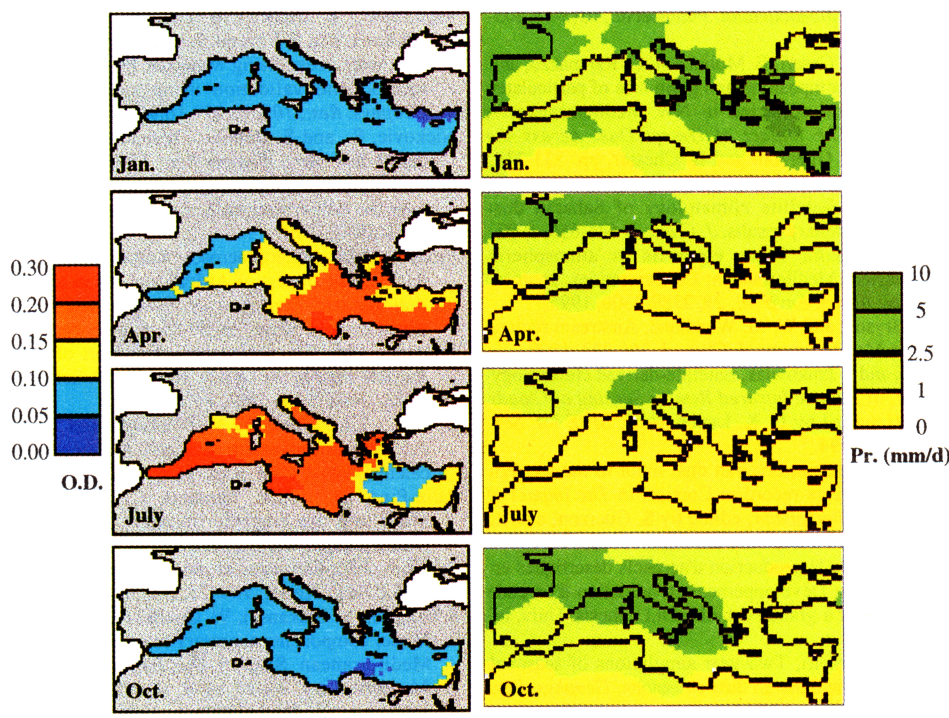 Jan.
Jan.
Apr.
Apr.
0.30
0.20
0.15
0.10
0.05
0.00
O.D.
10
5
2.5
1
0
Pr. (mm/d)
July
July
Oct.
Oct.